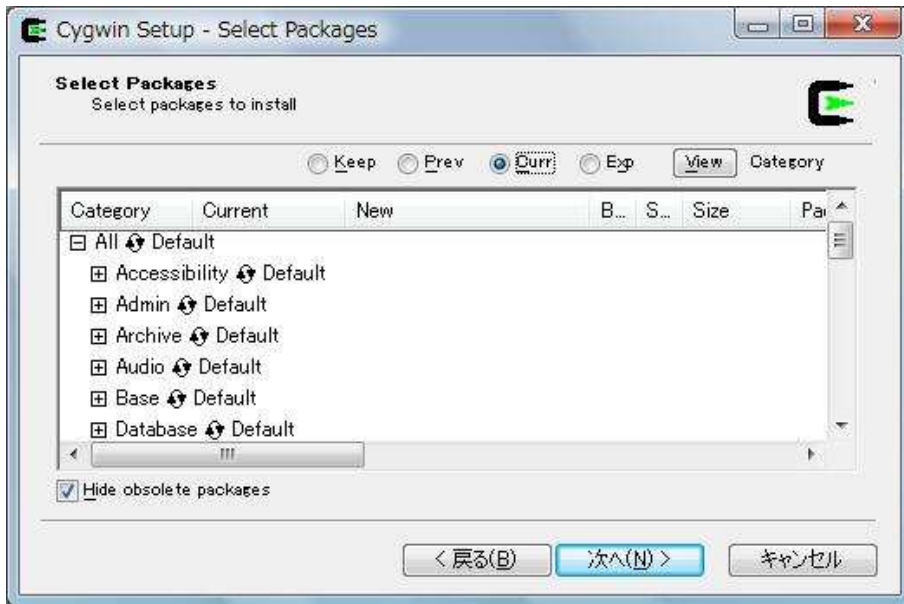 Cygwin Setup - Select Packages
Select Packages
Select packages to install
Keep Prev Curr Exp View Category
Category Current New B... S... Size Pa
All Default
Accessibility Default
Admin Default
Archive Default
Audio Default
Base Default
Database Default
Hide obsolete packages
< 戻る(B) 次へ(N) > キャンセル